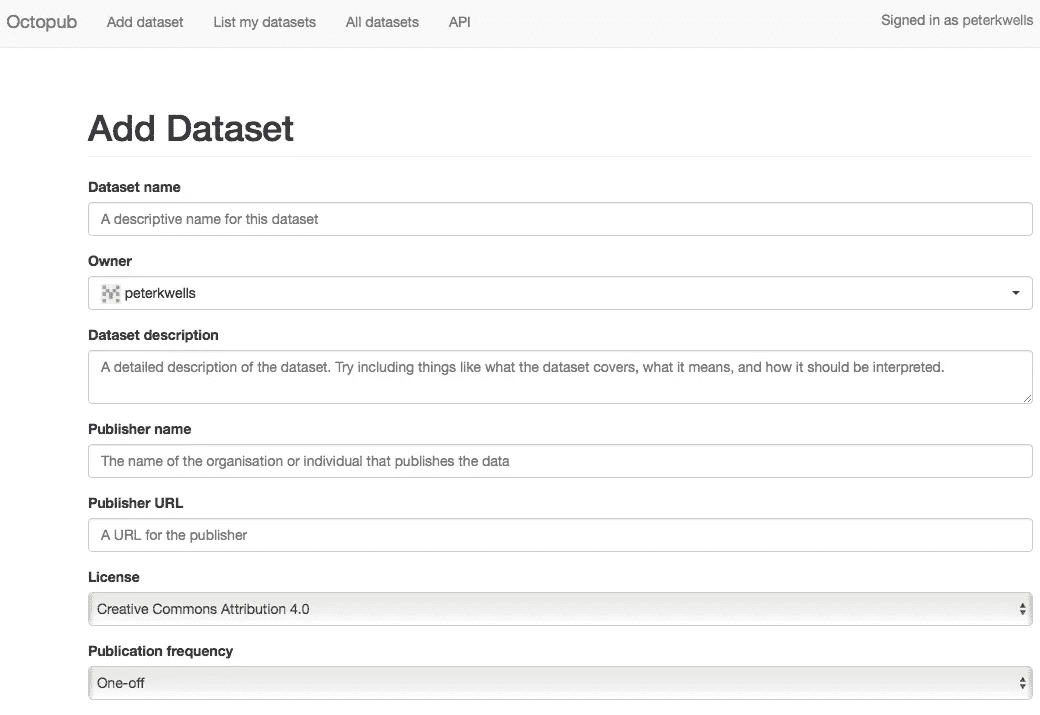 Octopub Add dataset List my datasets All datasets API Signed in as peterkwells
Add Dataset
Dataset name
A descriptive name for this dataset
Owner
peterkwells
Dataset description
A detailed description of the dataset. Try including things like what the dataset covers, what it means, and how it should be interpreted.
Publisher name
The name of the organisation or individual that publishes the data
Publisher URL
A URL for the publisher
License
Creative Commons Attribution 4.0
Publication frequency
One-off